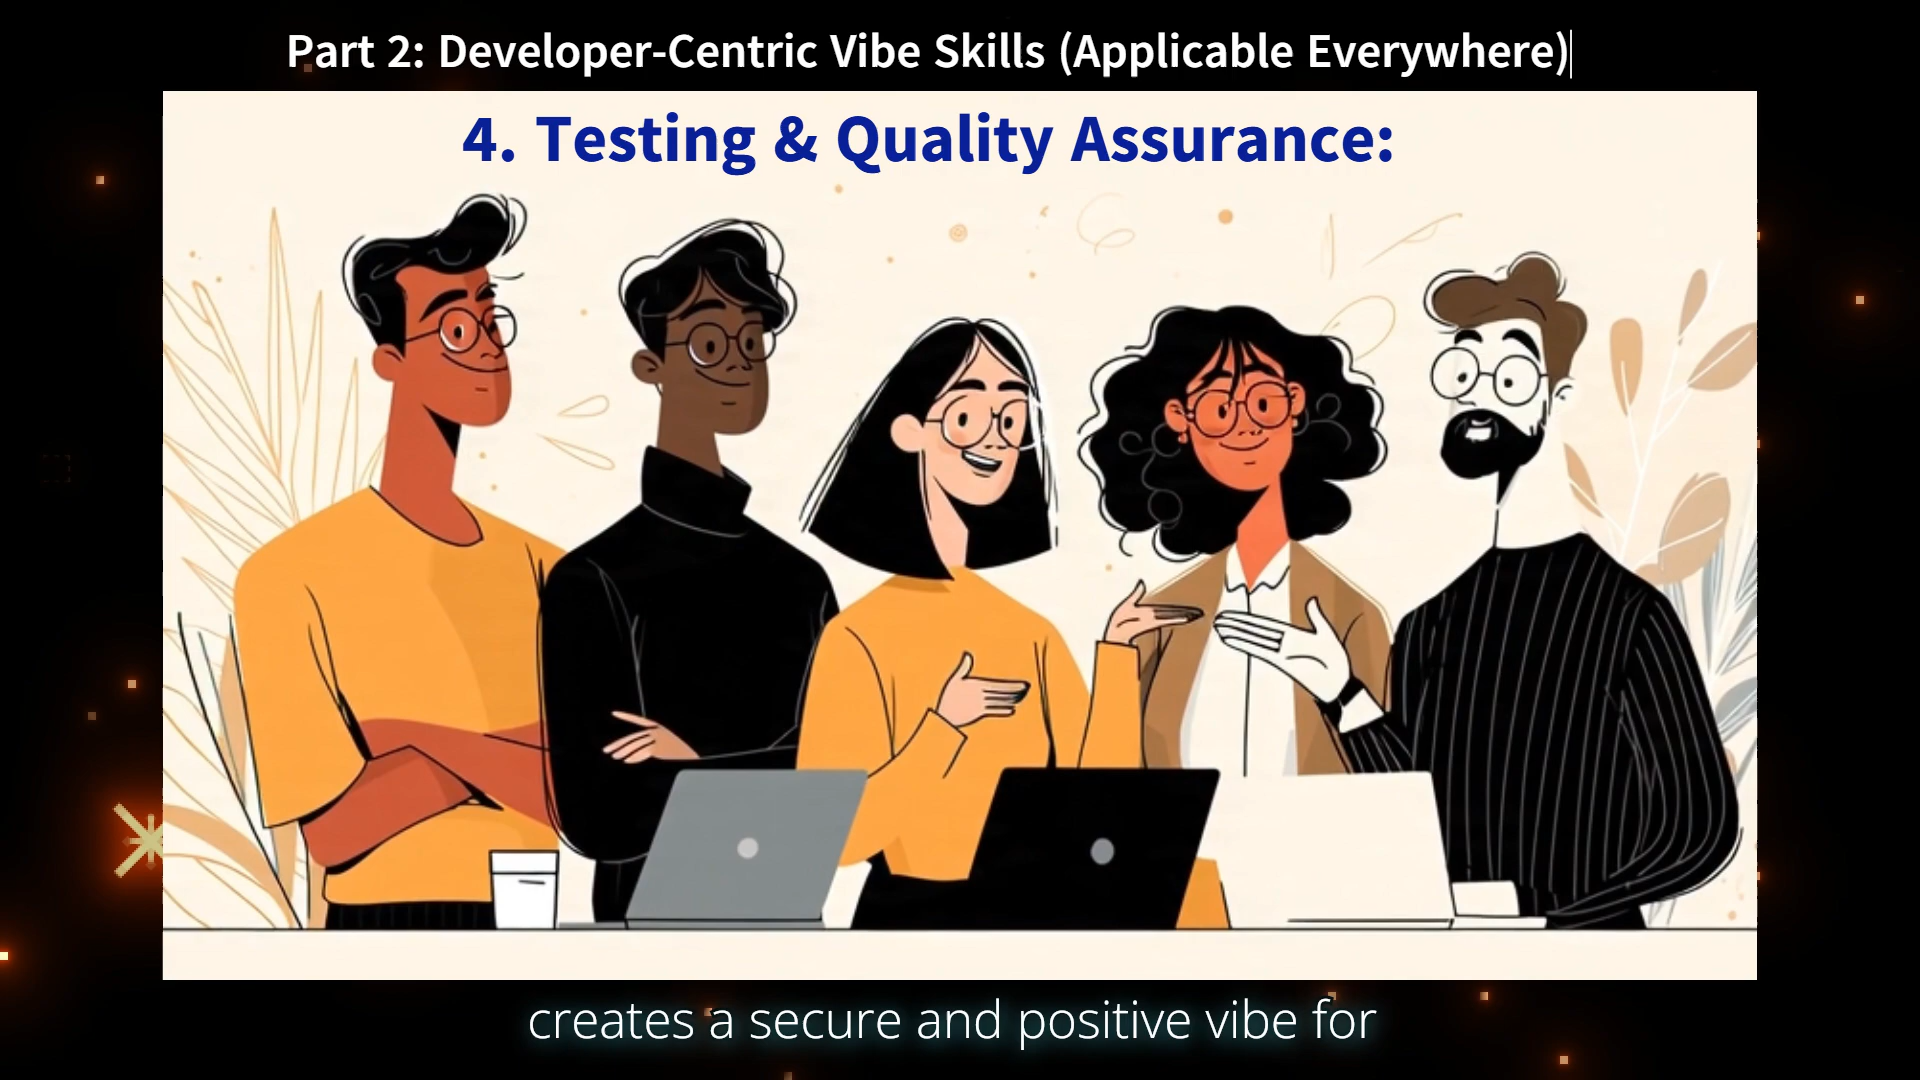 Part 2: Developer-Centric Vibe Skills (Applicable Everywhere)
4. Testing & Quality Assurance:
creates a secure and positive vibe for